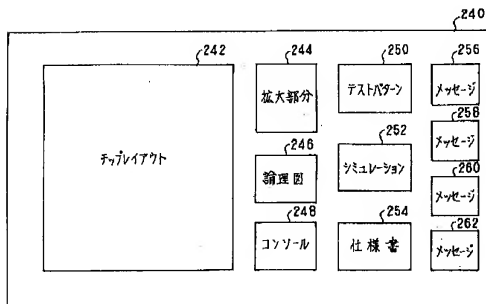 240
242
チップレイアウト
244
拡大部分
246
論理図
248
コンソール
250
テストパターン
252
シミュレーション
254
仕様書
256
メッセージ
258
メッセージ
260
メッセージ
262
メッセージ